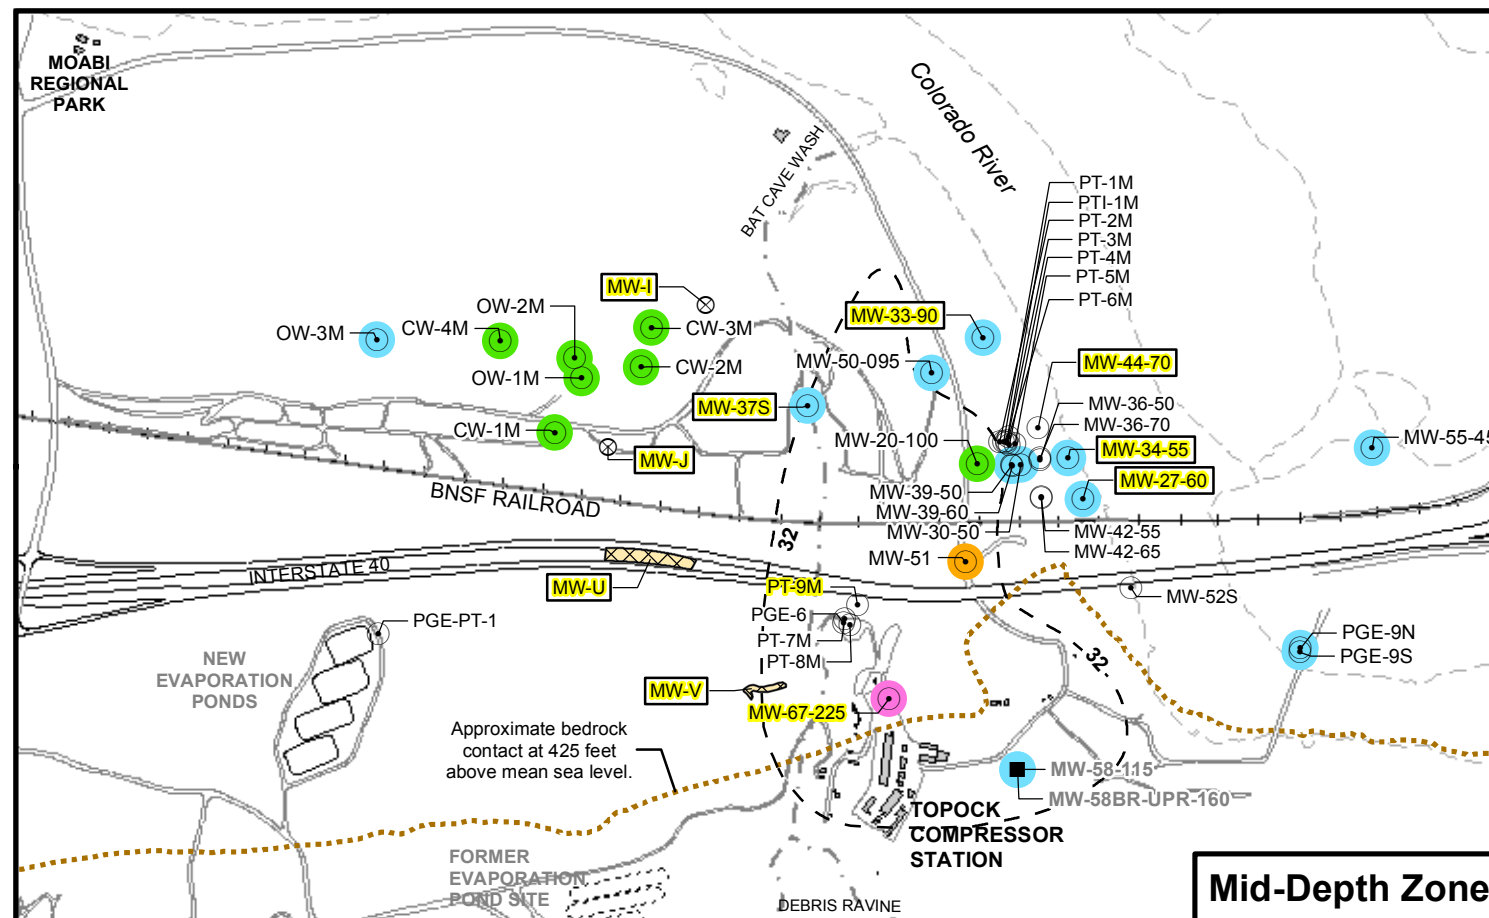 MOABI
REGIONAL
PARK
Colorado River
BAT CAVE WASH
PT-1M
PTI-1M
PT-2M
PT-3M
PT-4M
PT-5M
PT-6M
MW-I
OW-2M
OW-3M
CW-4M
CW-3M
MW-33-90
CW-2M
MW-50-095
MW-44-70
OW-1M
MW-37S
MW-36-50
MW-36-70
CW-1M
MW-20-100
MW-34-55
MW-55-45
MW-J
MW-27-60
BNSF RAILROAD
MW-39-50
MW-39-60
MW-30-50
MW-42-55
MW-42-65
32
MW-51
INTERSTATE 40
MW-U
PT-9M
MW-52S
PGE-6
PGE-PT-1
PT-7M
PT-8M
PGE-9N
PGE-9S
32
NEW
EVAPORATION
PONDS
MW-V
MW-67-225
Approximate bedrock
contact at 425 feet
above mean sea level.
MW-58-115
MW-58BR-UPR-160
TOPOCK
COMPRESSOR
STATION
FORMER
EVAPORATION
POND SITE
DEBRIS RAVINE
Mid-Depth Zone